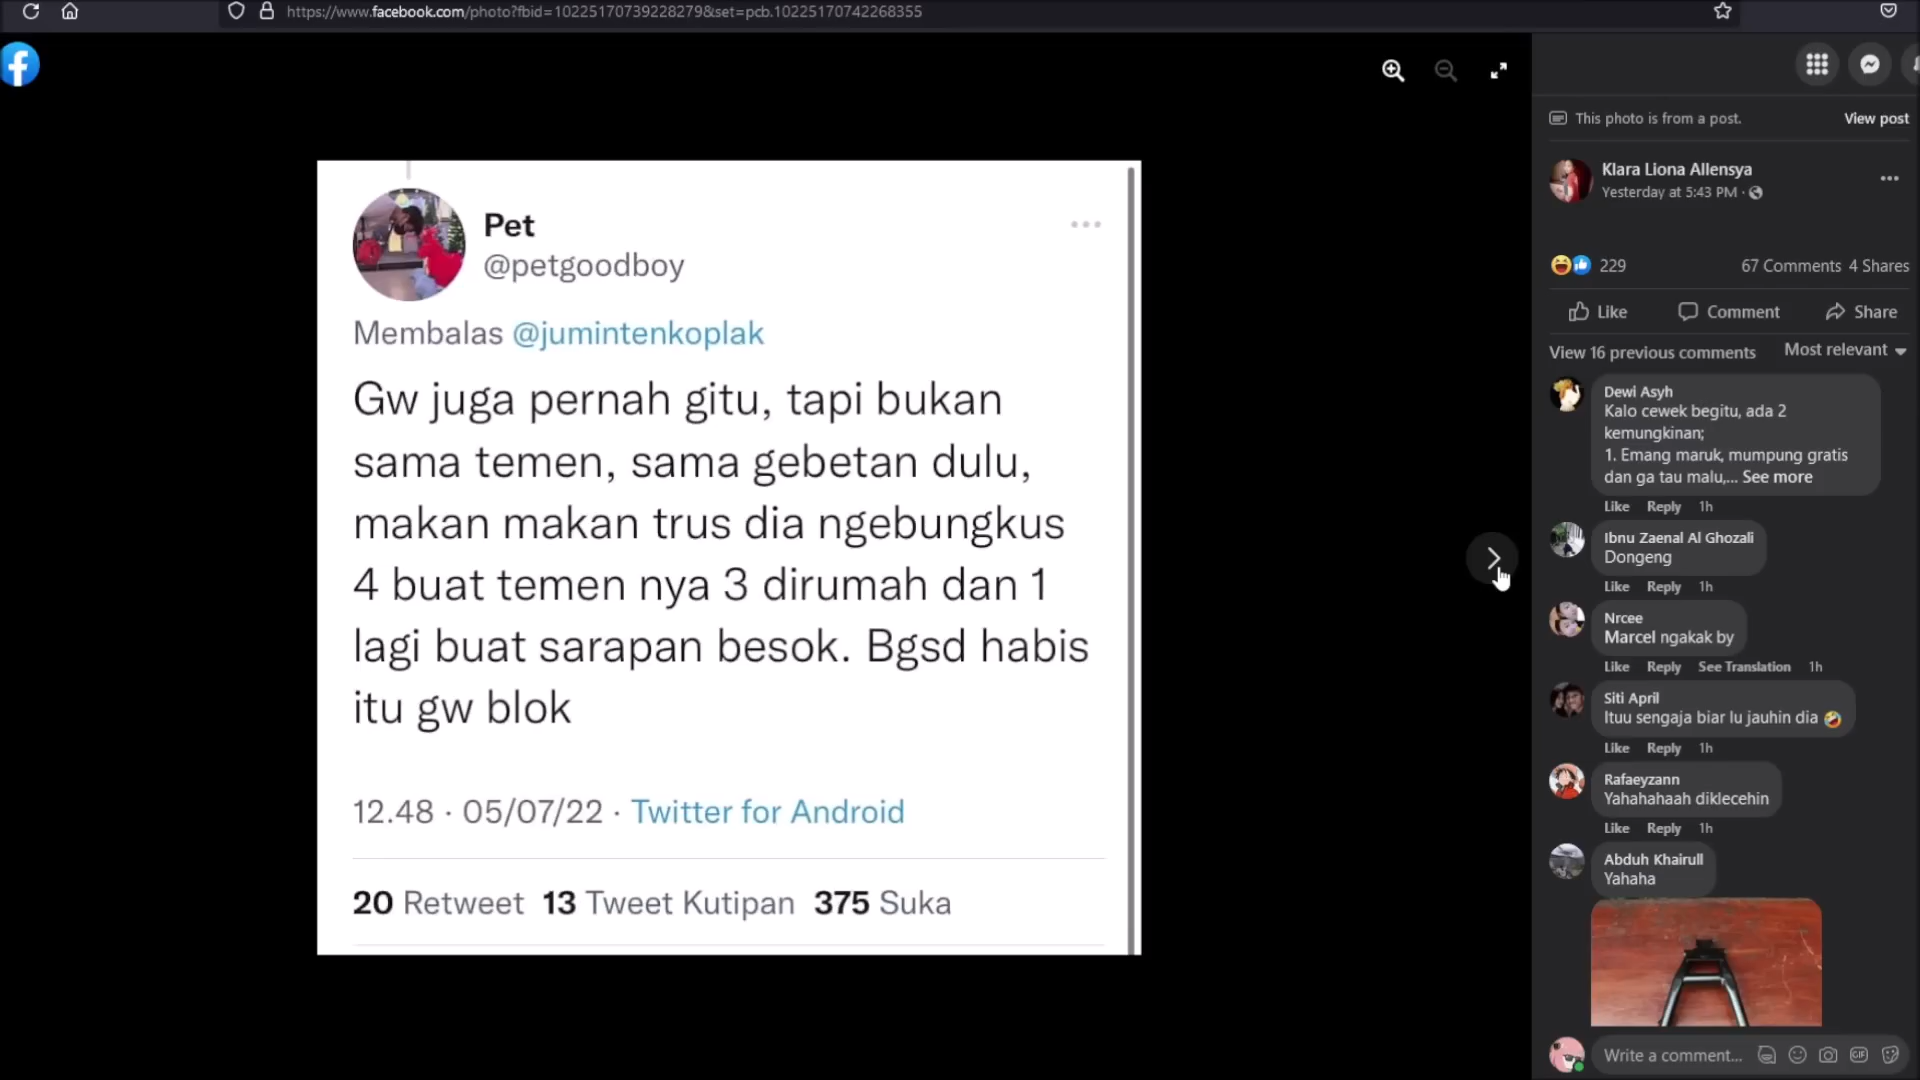 https://www.facebook.com/photo?fbid=10225170739228279&set=pcb.10225170742268355
Pet
@petgoodboy
Membalas @jumintenkoplak
Gw juga pernah gitu, tapi bukan
sama temen, sama gebetan dulu,
makan makan trus dia ngebungkus
4 buat temen nya 3 dirumah dan 1
lagi buat sarapan besok. Bgsd habis
itu gw blok
12.48 · 05/07/22 · Twitter for Android
20 Retweet 13 Tweet Kutipan 375 Suka
This photo is from a post. View post
Klara Liona Allensya
Yesterday at 5:43 PM ·
229 67 Comments 4 Shares
Like Comment Share
View 16 previous comments Most relevant
Dewi Asyh
Kalo cewek begitu, ada 2
kemungkinan;
1. Emang maruk, mumpung gratis
dan ga tau malu,... See more
Like Reply 1h
Ibnu Zaenal Al Ghozali
Dongeng
Like Reply 1h
Nrcee
Marcel ngakak by
Like Reply See Translation 1h
Siti April
Ituu sengaja biar lu jauhin dia 🤣
Like Reply 1h
Rafaeyzann
Yahahahaah diklecehin
Like Reply 1h
Abduh Khairull
Yahaha
Write a comment...
GIF